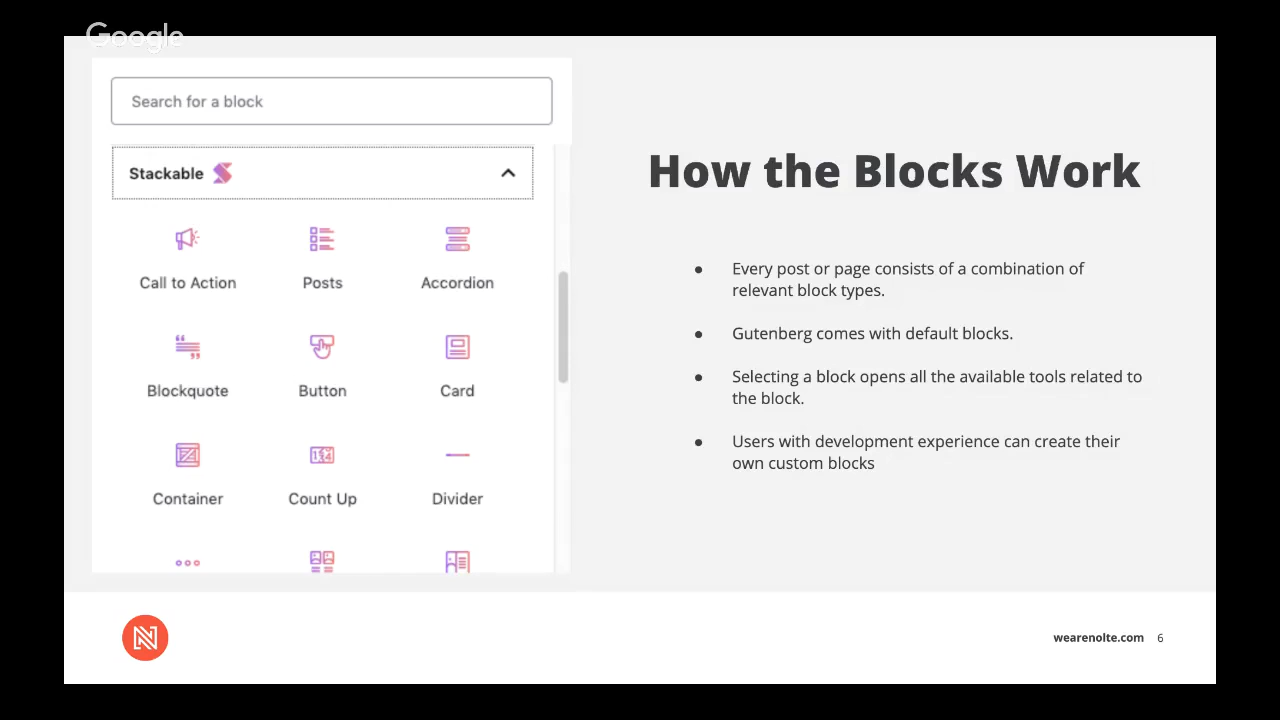 Google
Search for a block
Stackable
Call to Action
Posts
Accordion
Blockquote
Button
Card
Container
Count Up
Divider
How the Blocks Work
● Every post or page consists of a combination of
relevant block types.
● Gutenberg comes with default blocks.
● Selecting a block opens all the available tools related to
the block.
● Users with development experience can create their
own custom blocks
wearenolte.com 6